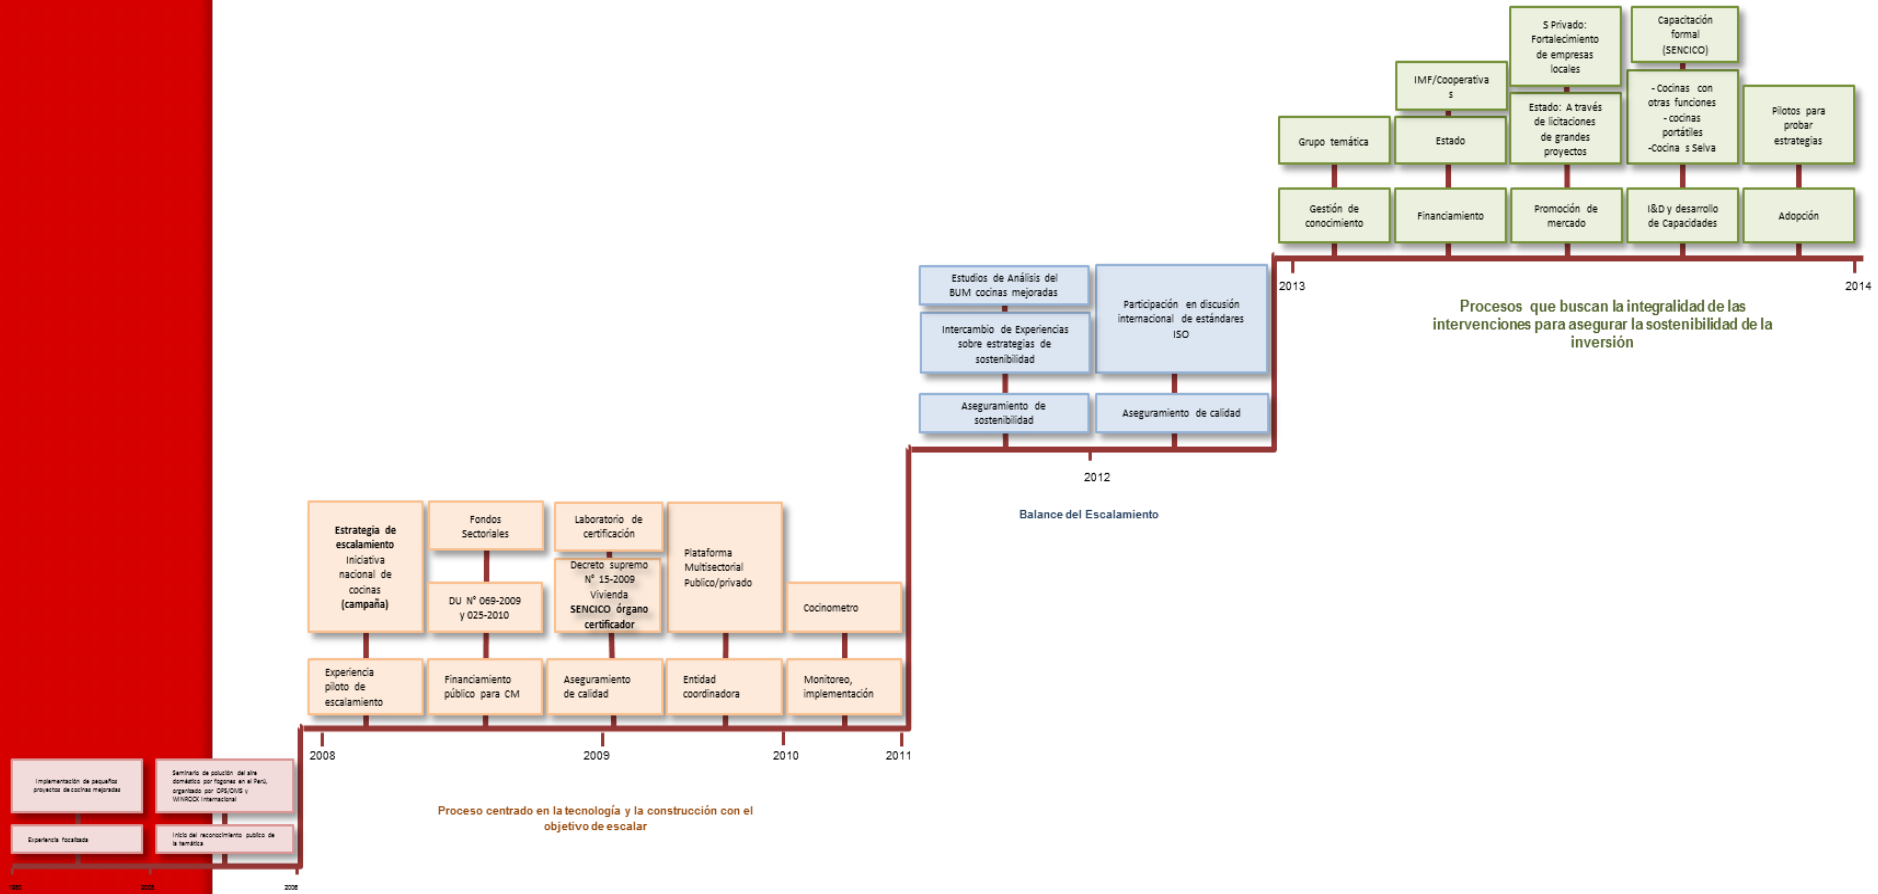 S Privado:
Fortalecimiento
de empresas
locales
Capacitación
formal
(SENCICO)
IMF/Cooperativa
s
- Cocinas con
otras funciones
- cocinas
portátiles
-Cocina s Selva
Estado: A través
de licitaciones
de grandes
proyectos
Pilotos para
probar
estrategias
Grupo temática
Estado
Gestión de
conocimiento
Financiamiento
Promoción de
mercado
I&D y desarrollo
de Capacidades
Adopción
2013
2014
Procesos que buscan la integralidad de las
intervenciones para asegurar la sostenibilidad de la
inversión
Estudios de Análisis del
BUM cocinas mejoradas
Participación en discusión
internacional de estándares
ISO
Intercambio de Experiencias
sobre estrategias de
sostenibilidad
Aseguramiento de
sostenibilidad
Aseguramiento de calidad
2012
Balance del Escalamiento
Estrategia de
escalamiento
Iniciativa
nacional de
cocinas
(campaña)
Fondos
Sectoriales
Laboratorio de
certificación
Plataforma
Multisectorial
Publico/privado
DU N° 069-2009
y 025-2010
Decreto supremo
N° 15-2009
Vivienda
SENCICO órgano
certificador
Cocinometro
Experiencia
piloto de
escalamiento
Financiamiento
público para CM
Aseguramiento
de calidad
Entidad
coordinadora
Monitoreo,
implementación
2008
2009
2010
2011
Proceso centrado en la tecnología y la construcción con el
objetivo de escalar
Implementación de pequeños
proyectos de cocinas mejoradas
Seminario de polución del aire
doméstico por fogones en el Perú,
organizado por OPS/OMS y
WINROCK Internacional
Experiencia focalizada
Inicio del reconocimiento publico de
la temática